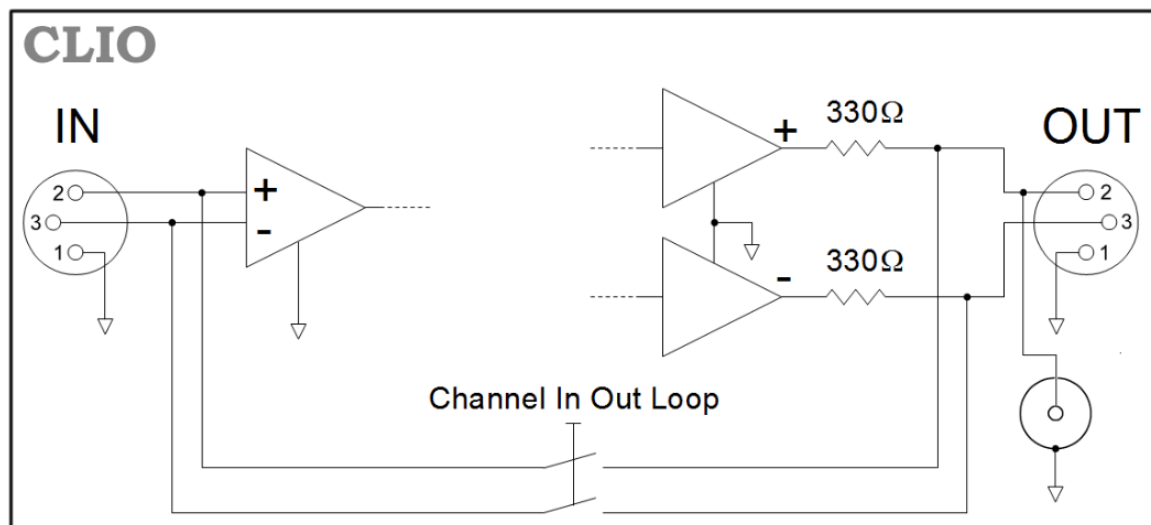 CLIO
IN
OUT
330Ω
+
2
+
3
-
1
2
3
1
330Ω
-
Channel In Out Loop